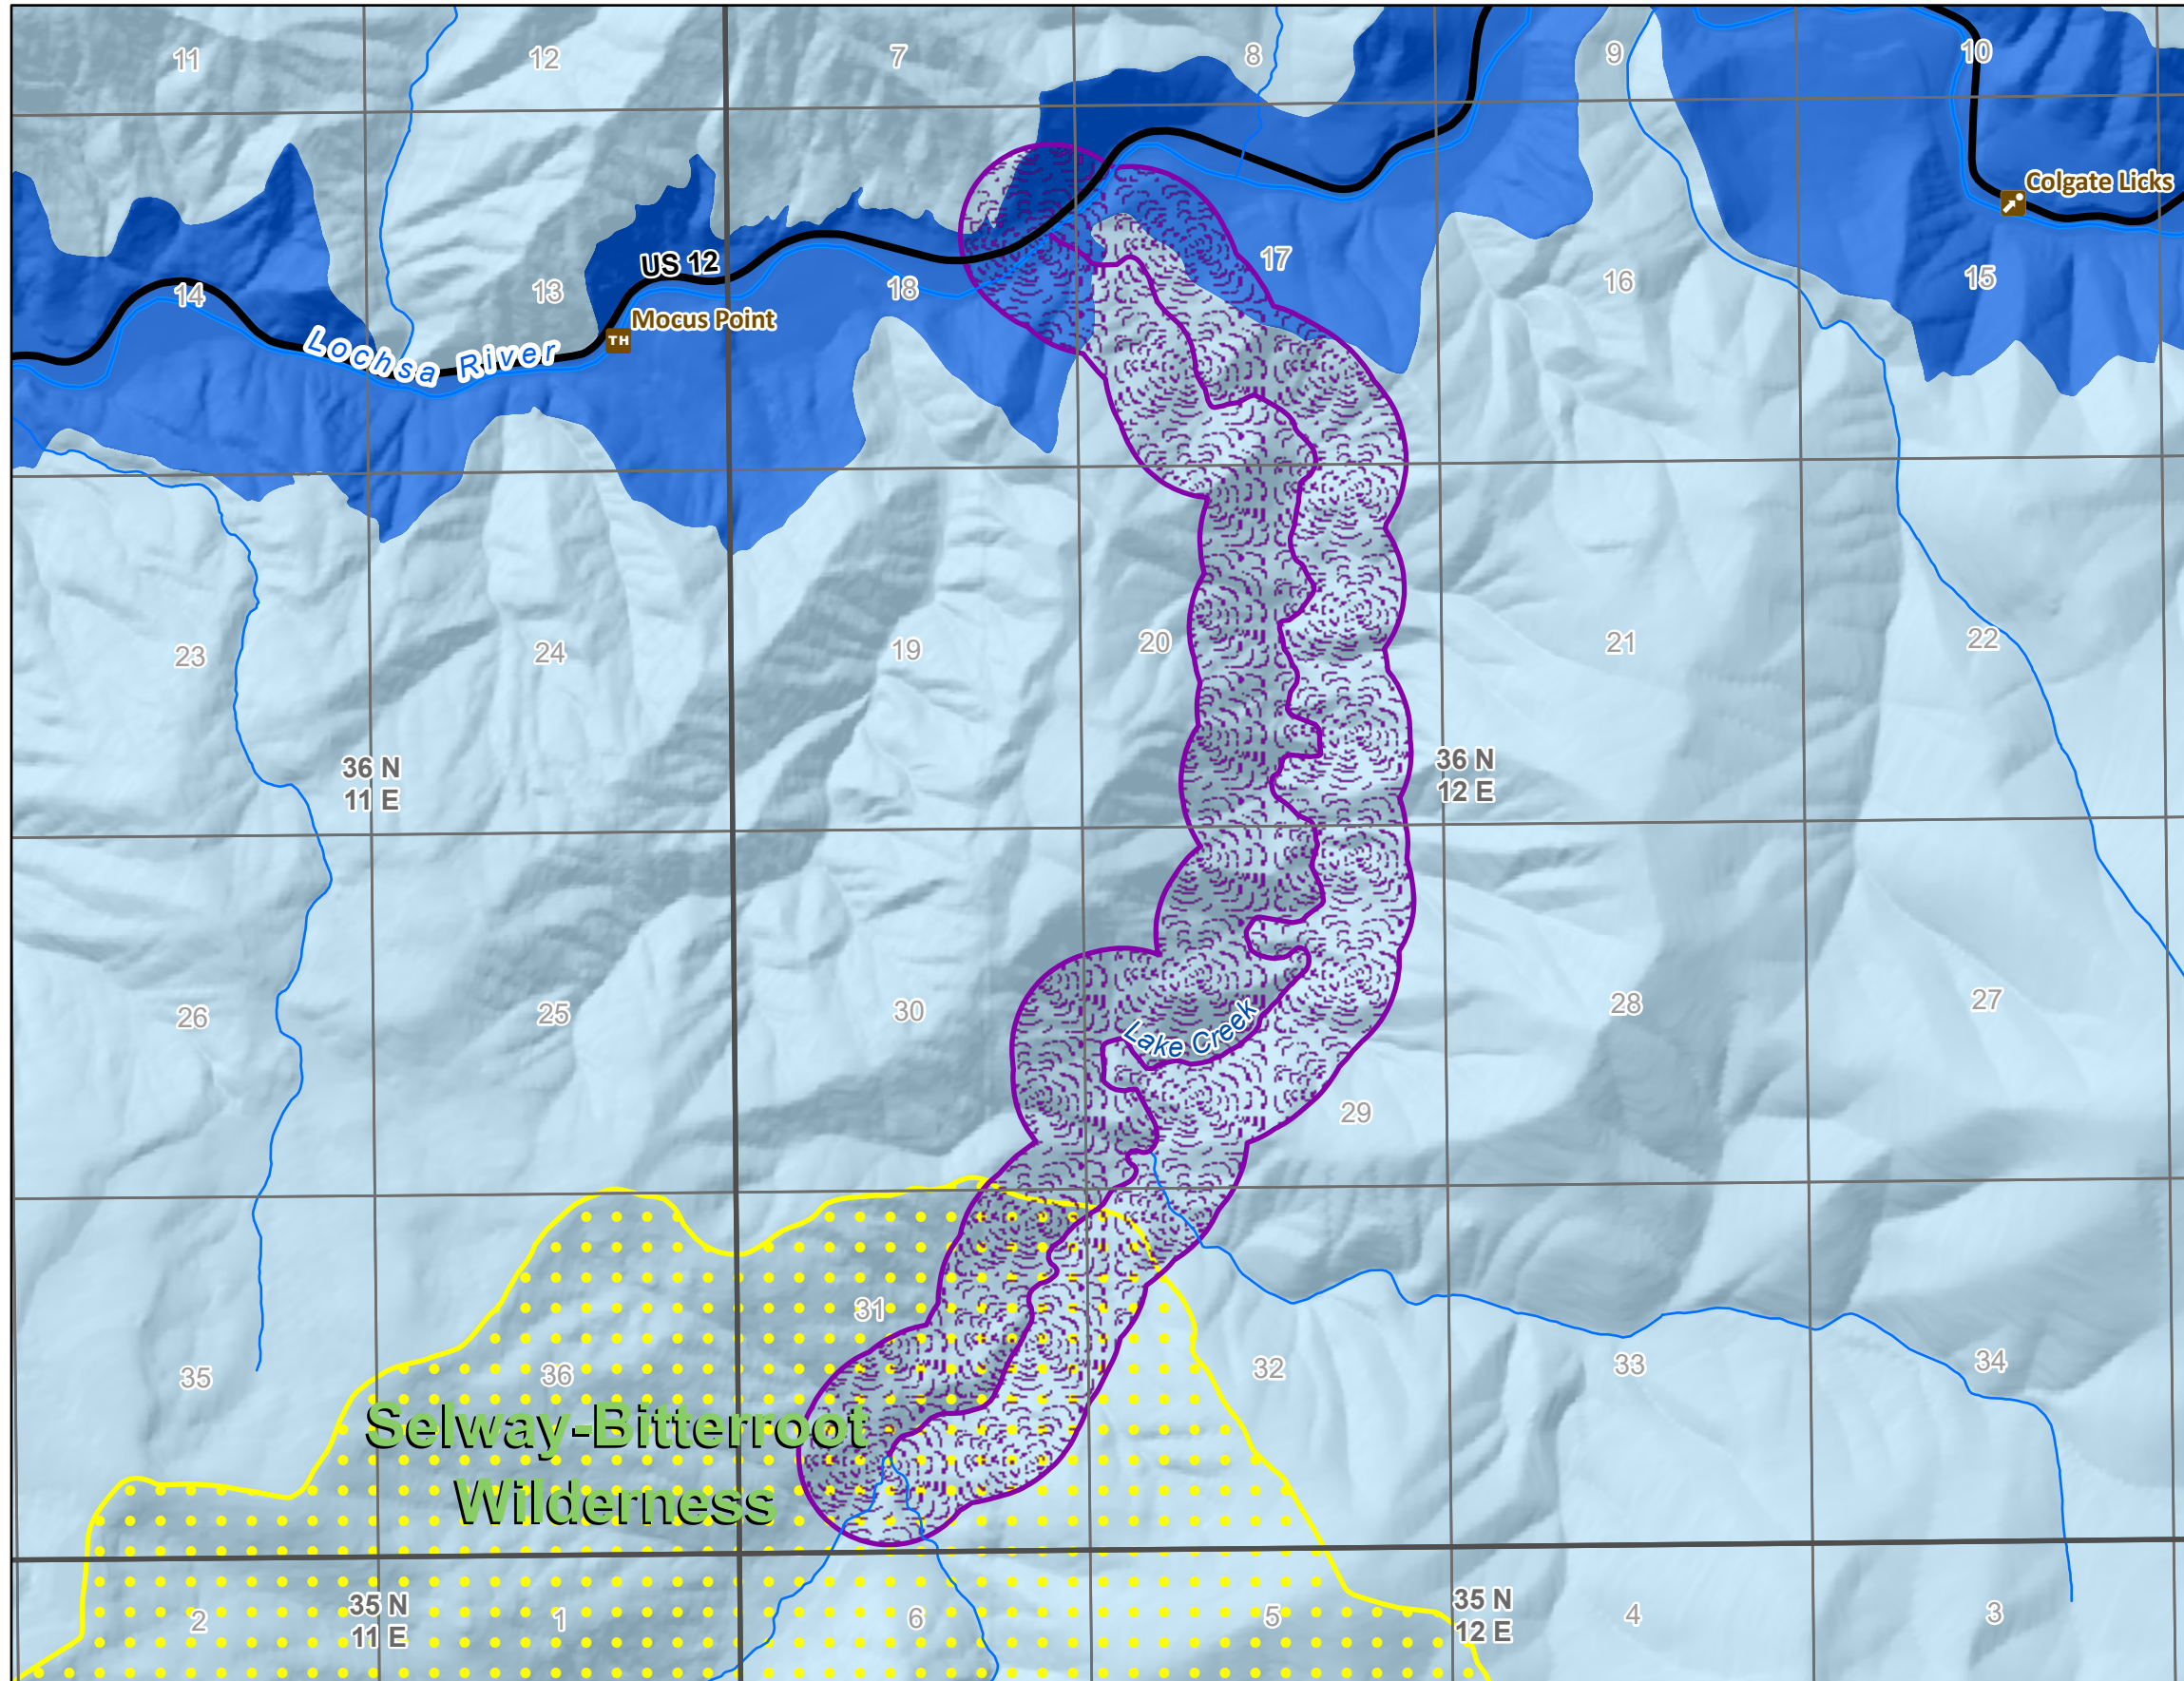 11
12
7
8
9
10
Colgate Licks
14
13
US 12
18
17
16
15
TH
Mocus Point
Lochsa River
23
24
19
20
21
22
36 N
11 E
36 N
12 E
26
25
30
Lake Creek
29
28
27
35
36
31
32
33
34
Selway-Bitterroot
Wilderness
2
35 N
11 E
1
6
5
35 N
12 E
4
3